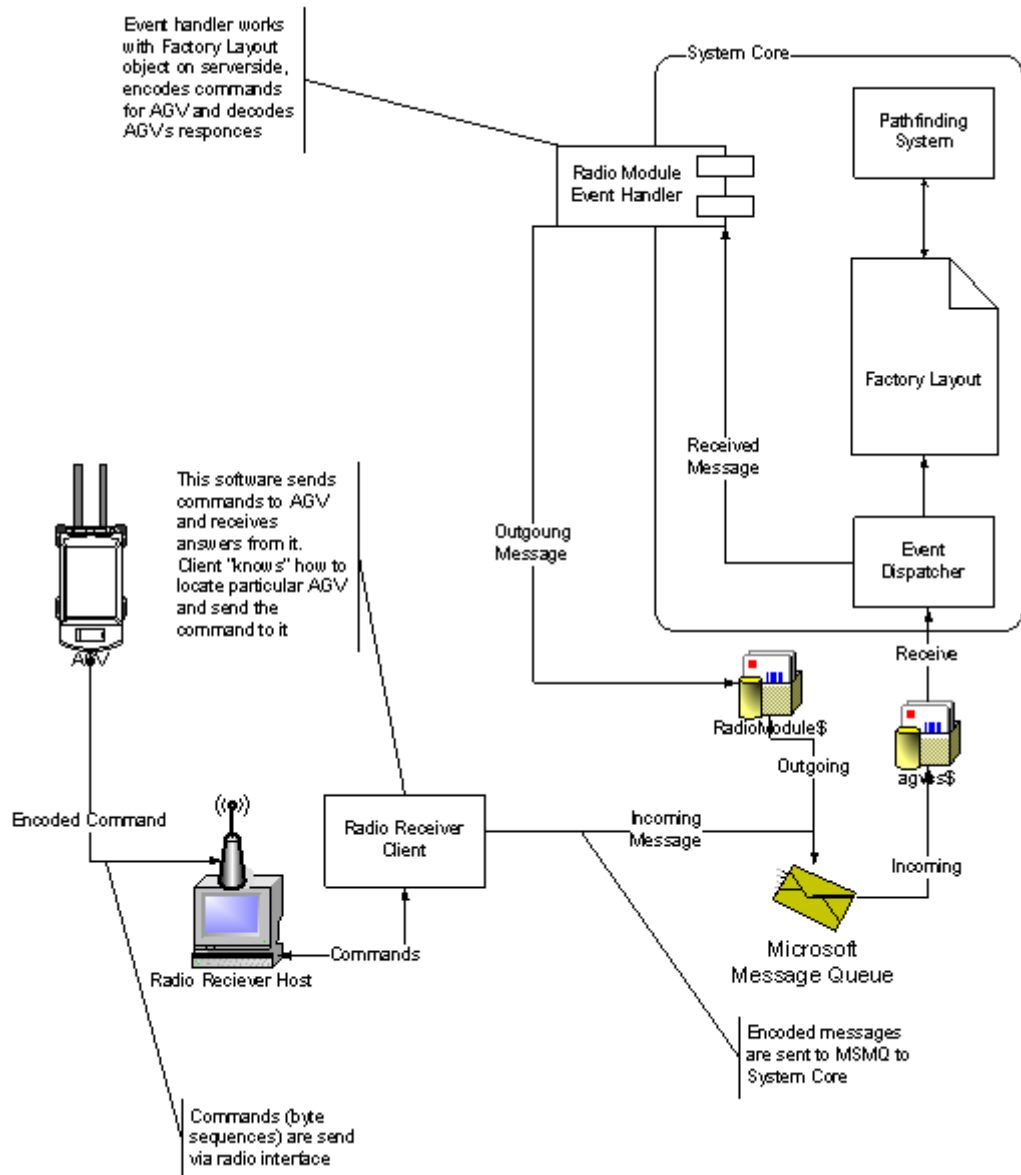 Event handler works
with Factory Layout
object on serverside,
encodes commands
for AGV and decodes
AGV's responces
System Core
Pathfinding
System
Radio Module
Event Handler
Factory Layout
Received
Message
This software sends
commands to AGV
and receives
answers from it.
Client "knows" how to
locate particular AGV
and send the
command to it
Outgoung
Message
Event
Dispatcher
AGV
Receive
RadioModule$
Outgoing
Encoded Command
Radio Receiver
Client
Incoming
Message
Incoming
Commands
Radio Reciever Host
Microsoft
Message Queue
Encoded messages
are sent to MSMQ to
System Core
Commands (byte
sequences) are send
via radio interface